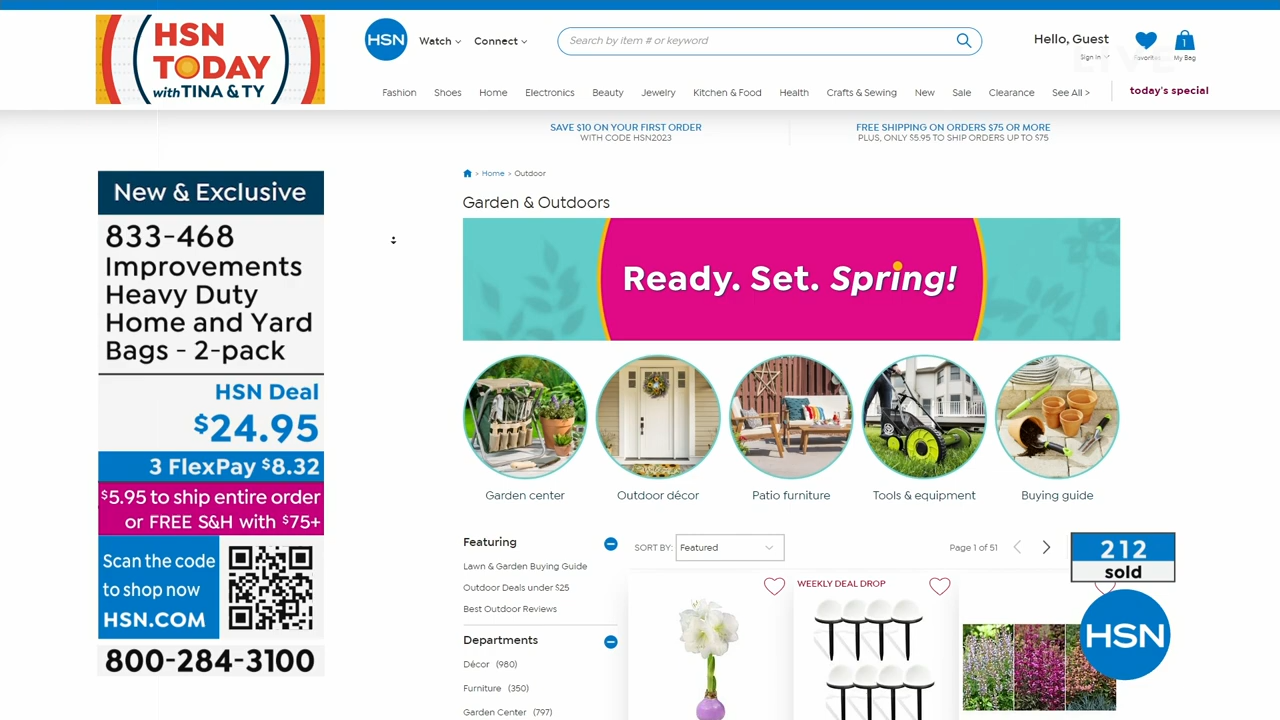 HSN
TODAY
with TINA & TY
HSN
Watch
Connect
Search by item # or keyword
Hello, Guest
Sign In
Favorites
1
My Bag
LIVE
Fashion
Shoes
Home
Electronics
Beauty
Jewelry
Kitchen & Food
Health
Crafts & Sewing
New
Sale
Clearance
See All >
today's special
SAVE $10 ON YOUR FIRST ORDER
WITH CODE HSN2023
FREE SHIPPING ON ORDERS $75 OR MORE
PLUS, ONLY $5.95 TO SHIP ORDERS UP TO $75
New & Exclusive
833-468
Improvements
Heavy Duty
Home and Yard
Bags - 2-pack
HSN Deal
$24.95
3 FlexPay $8.32
$5.95 to ship entire order
or FREE S&H with $75+
Scan the code
to shop now
HSN.COM
800-284-3100
> Home > Outdoor
Garden & Outdoors
Ready. Set. Spring!
Garden center
Outdoor décor
Patio furniture
Tools & equipment
Buying guide
Featuring
Lawn & Garden Buying Guide
Outdoor Deals under $25
Best Outdoor Reviews
Departments
Décor (980)
Furniture (350)
Garden Center (797)
SORT BY: Featured
Page 1 of 51
WEEKLY DEAL DROP
212
sold
HSN